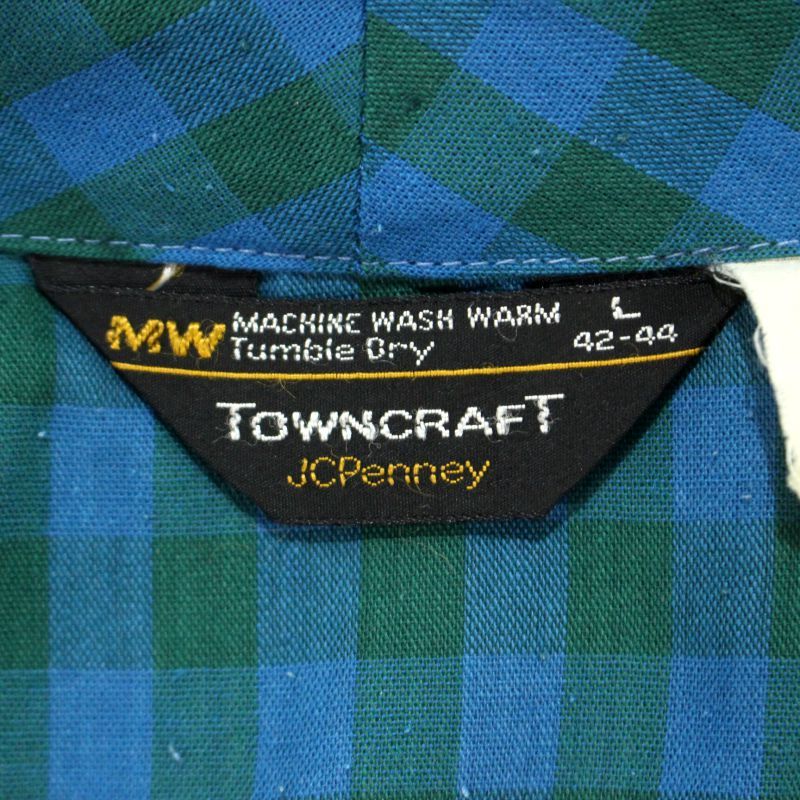 MW MACHINE WASH WARM L
Tumble Dry 42-44
TOWNCRAFT
JCPenney